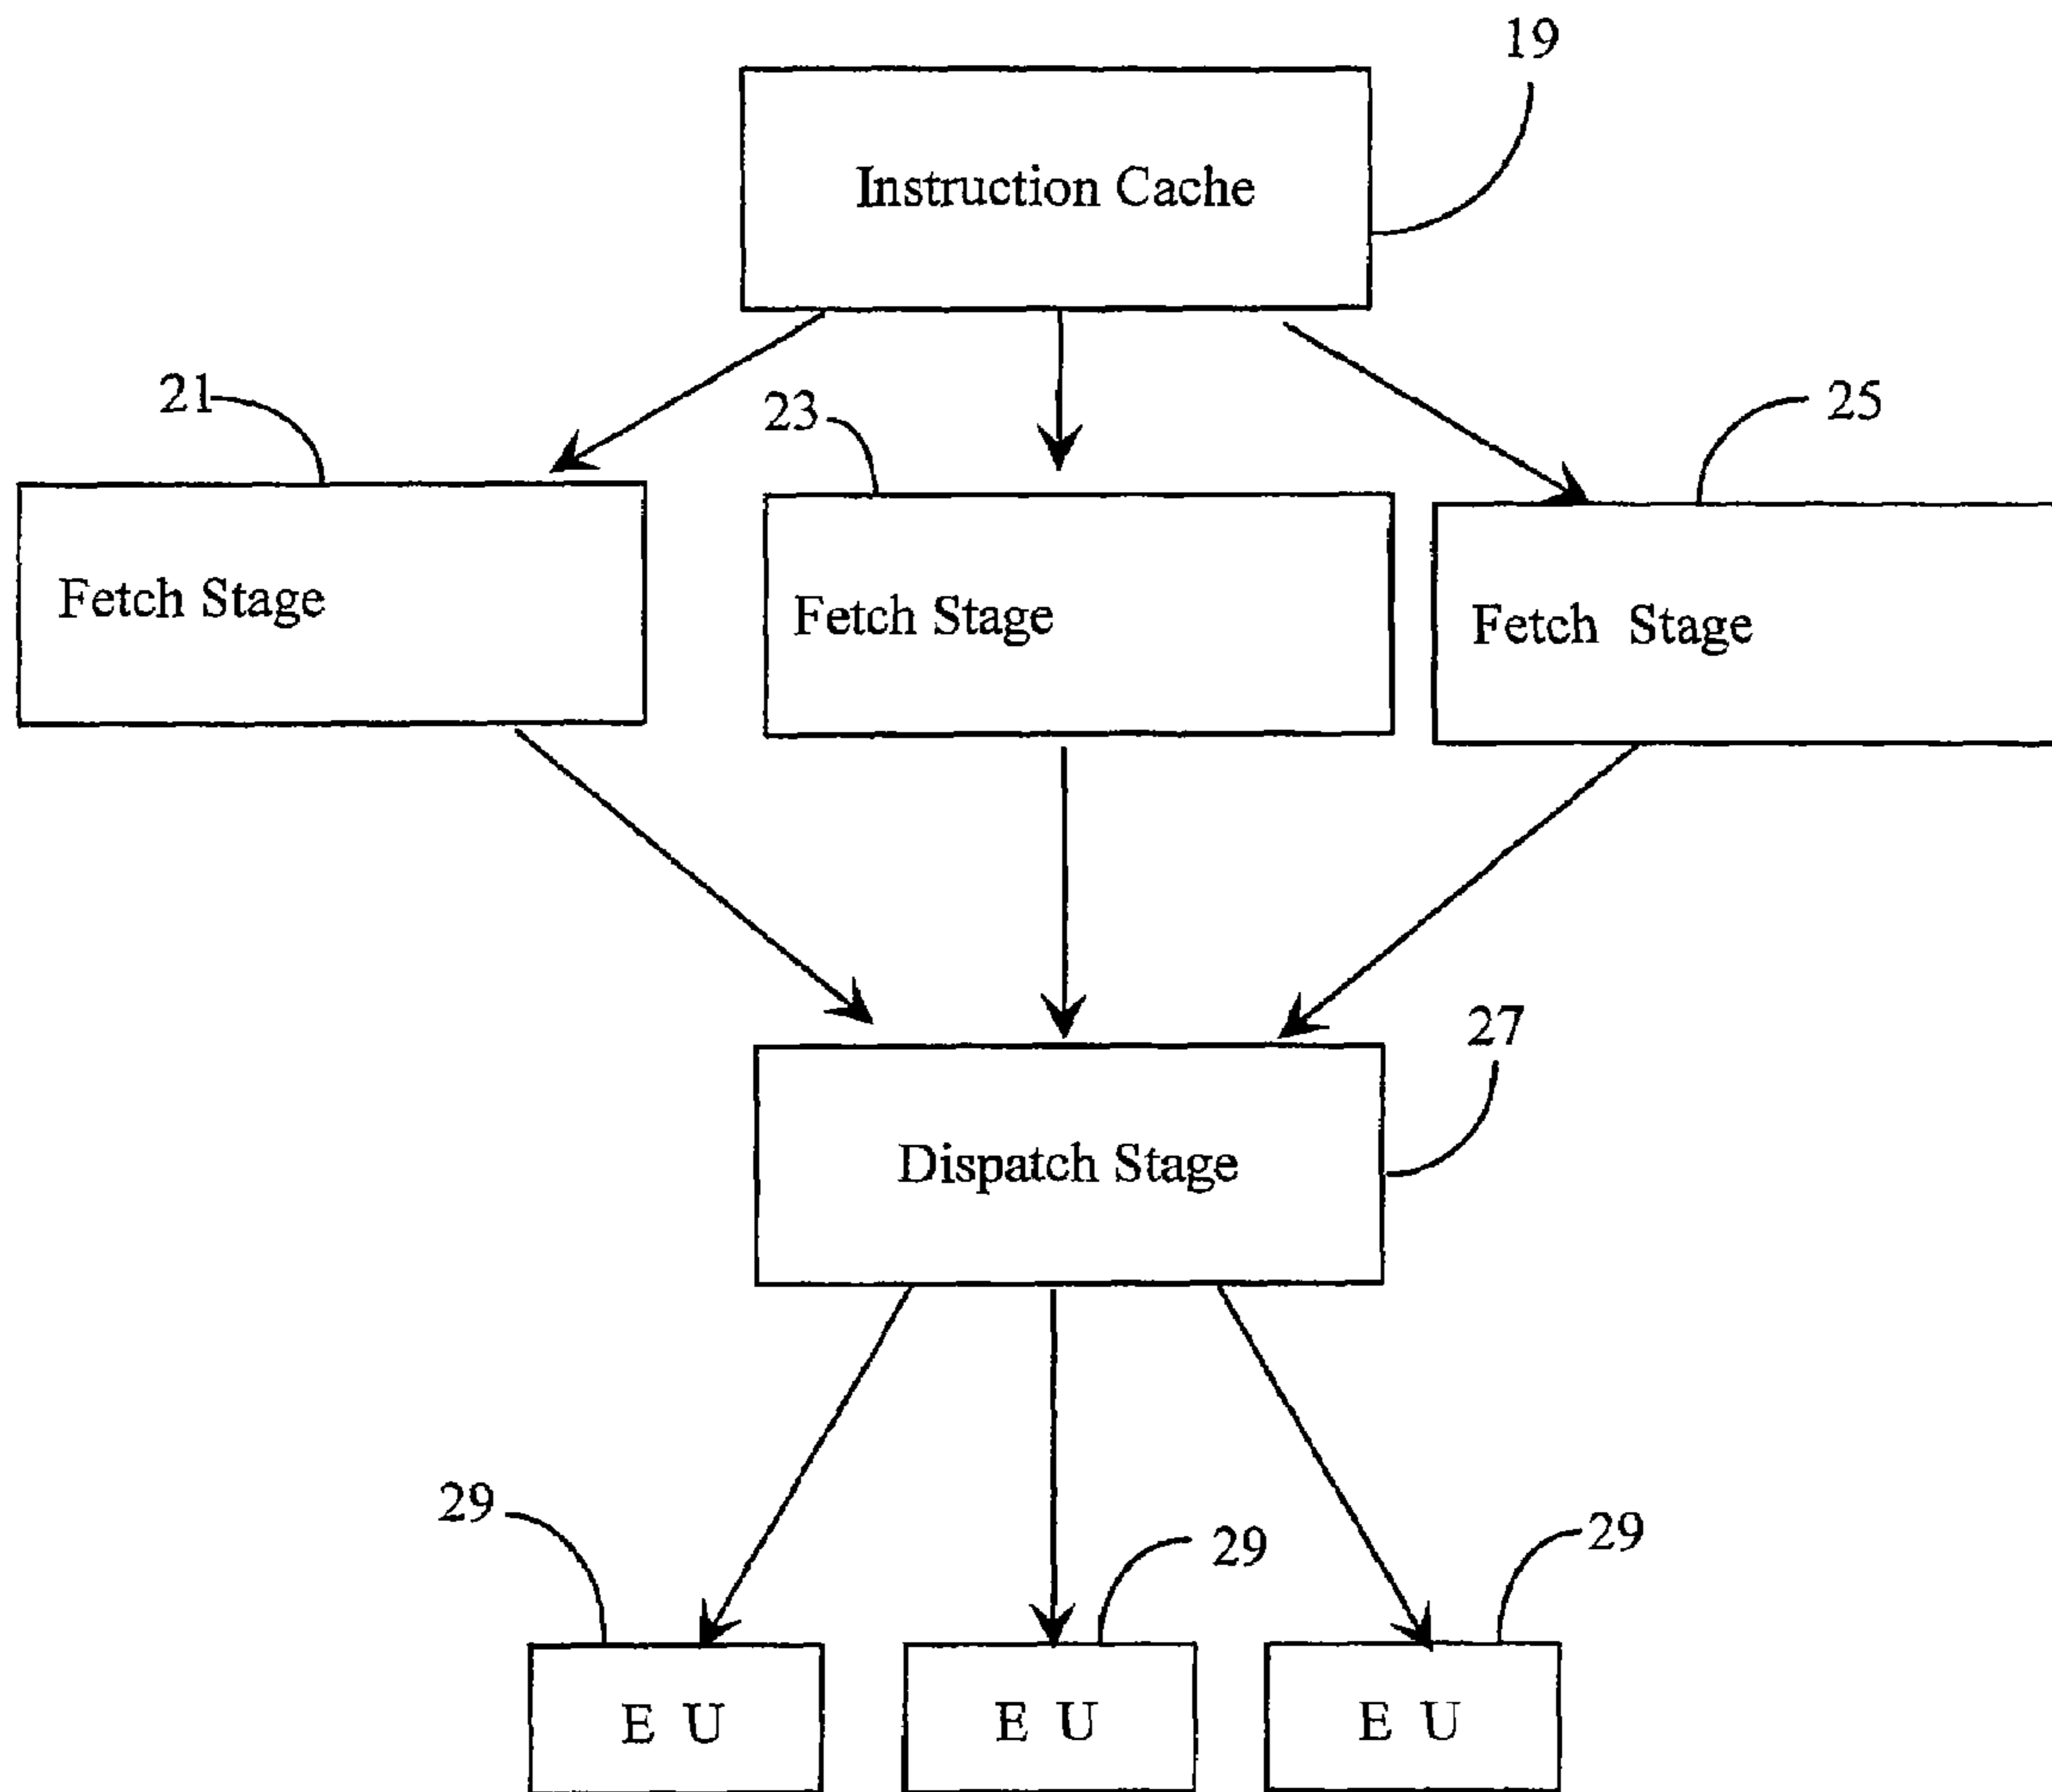 19
Instruction Cache
21
23
25
Fetch Stage
Fetch Stage
Fetch Stage
27
Dispatch Stage
29
29
29
E U
E U
E U